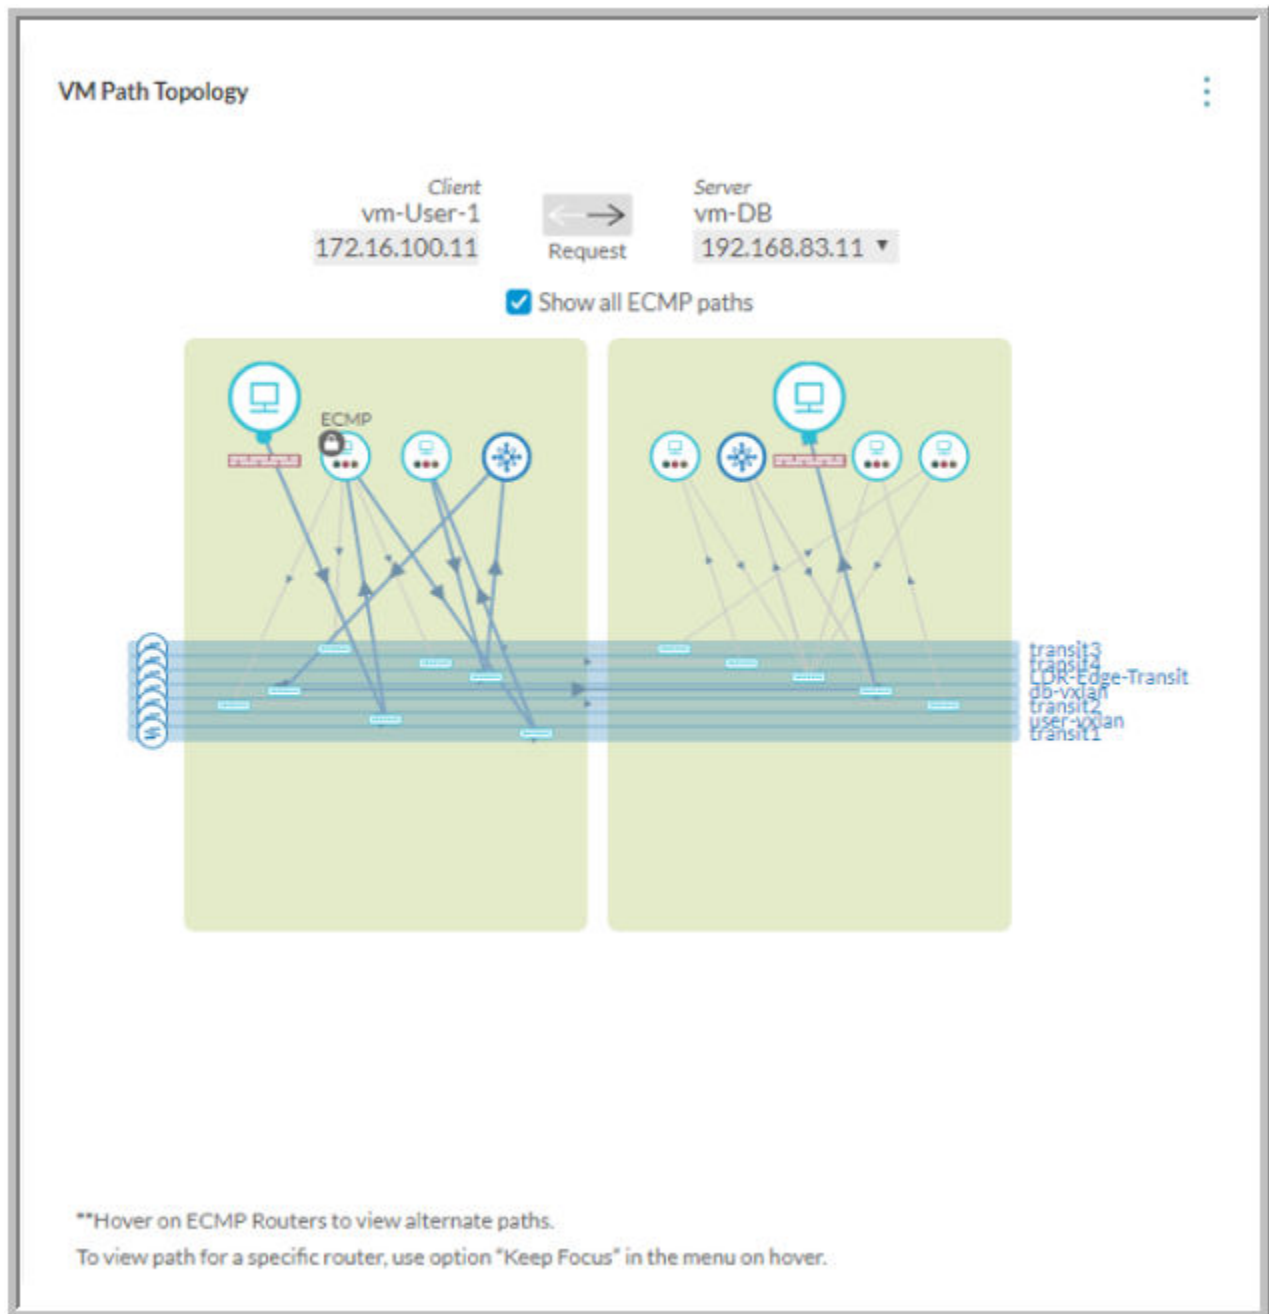 VM Path Topology
Client
Server
vm-User-1
vm-DB
172.16.100.11
192.168.83.11
Request
Show all ECMP paths
ECMP
transit3
transit4
LDR-Edge-Transit
db-vxlan
transit2
user-vxlan
transit1
**Hover on ECMP Routers to view alternate paths.
To view path for a specific router, use option “Keep Focus” in the menu on hover.